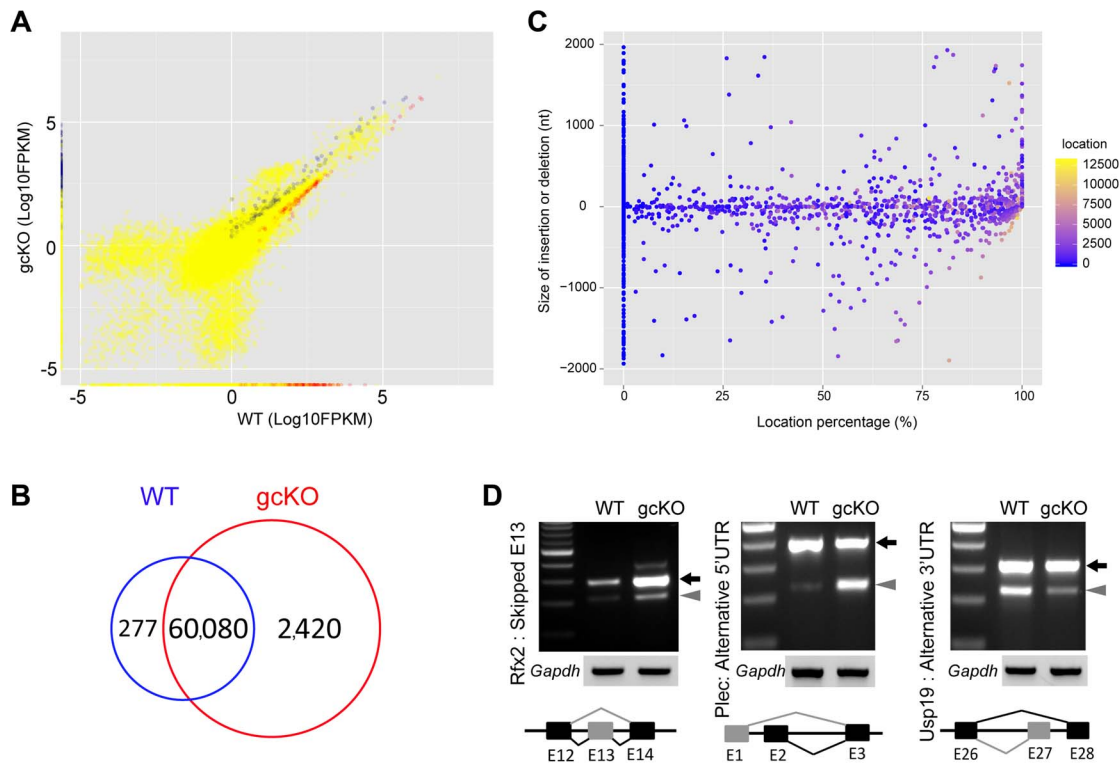 A
5
0
-5
gcKO (Log10FPKM)
-5
0
5
WT (Log10FPKM)
B
WT
gcKO
277
60,080
2,420
C
2000
1000
0
−1000
−2000
Size of insertion or deletion (nt)
0
25
50
75
100
Location percentage (%)
location
12500
10000
7500
5000
2500
0
D
Rfx2 : Skipped E13
WT gcKO
Gapdh
E12 E13 E14
Plec: Alternative 5'UTR
WT gcKO
Gapdh
E1 E2 E3
Usp19 : Alternative 3'UTR
WT gcKO
Gapdh
E26 E27 E28